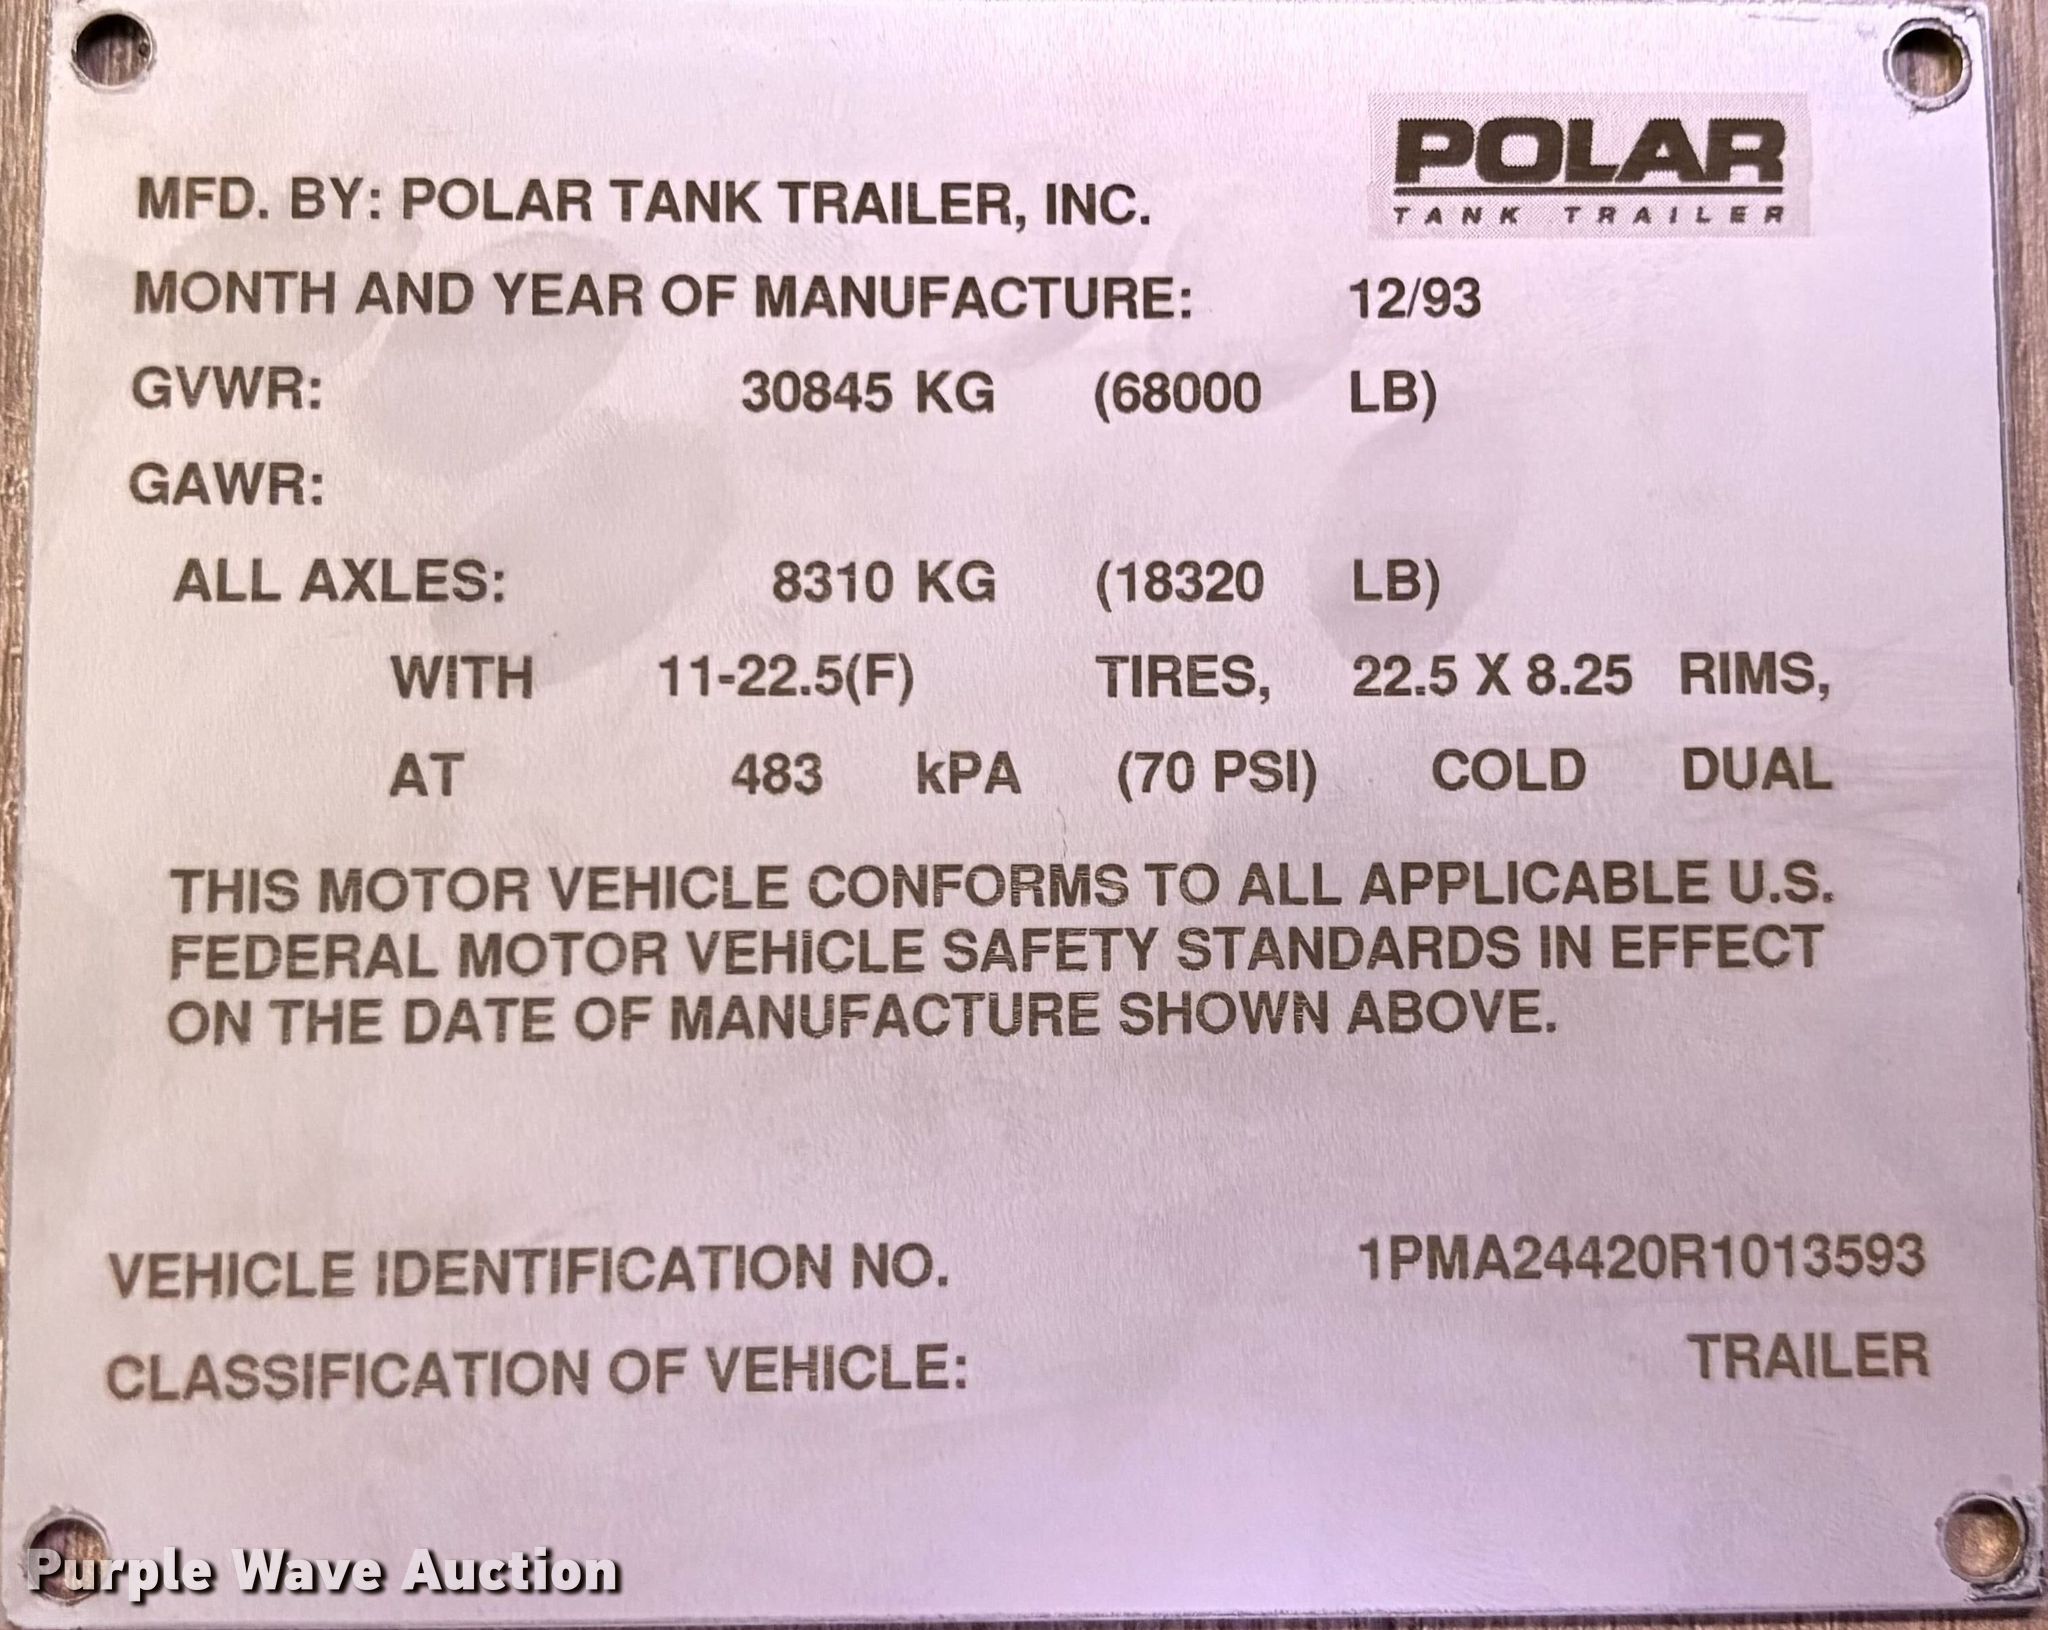 POLAR
TANK TRAILER
MFD. BY: POLAR TANK TRAILER, INC.
MONTH AND YEAR OF MANUFACTURE: 12/93
GVWR: 30845 KG (68000 LB)
GAWR:
ALL AXLES: 8310 KG (18320 LB)
WITH 11-22.5(F) TIRES, 22.5 X 8.25 RIMS,
AT 483 kPA (70 PSI) COLD DUAL
THIS MOTOR VEHICLE CONFORMS TO ALL APPLICABLE U.S.
FEDERAL MOTOR VEHICLE SAFETY STANDARDS IN EFFECT
ON THE DATE OF MANUFACTURE SHOWN ABOVE.
VEHICLE IDENTIFICATION NO. 1PMA24420R1013593
CLASSIFICATION OF VEHICLE: TRAILER
Purple Wave Auction